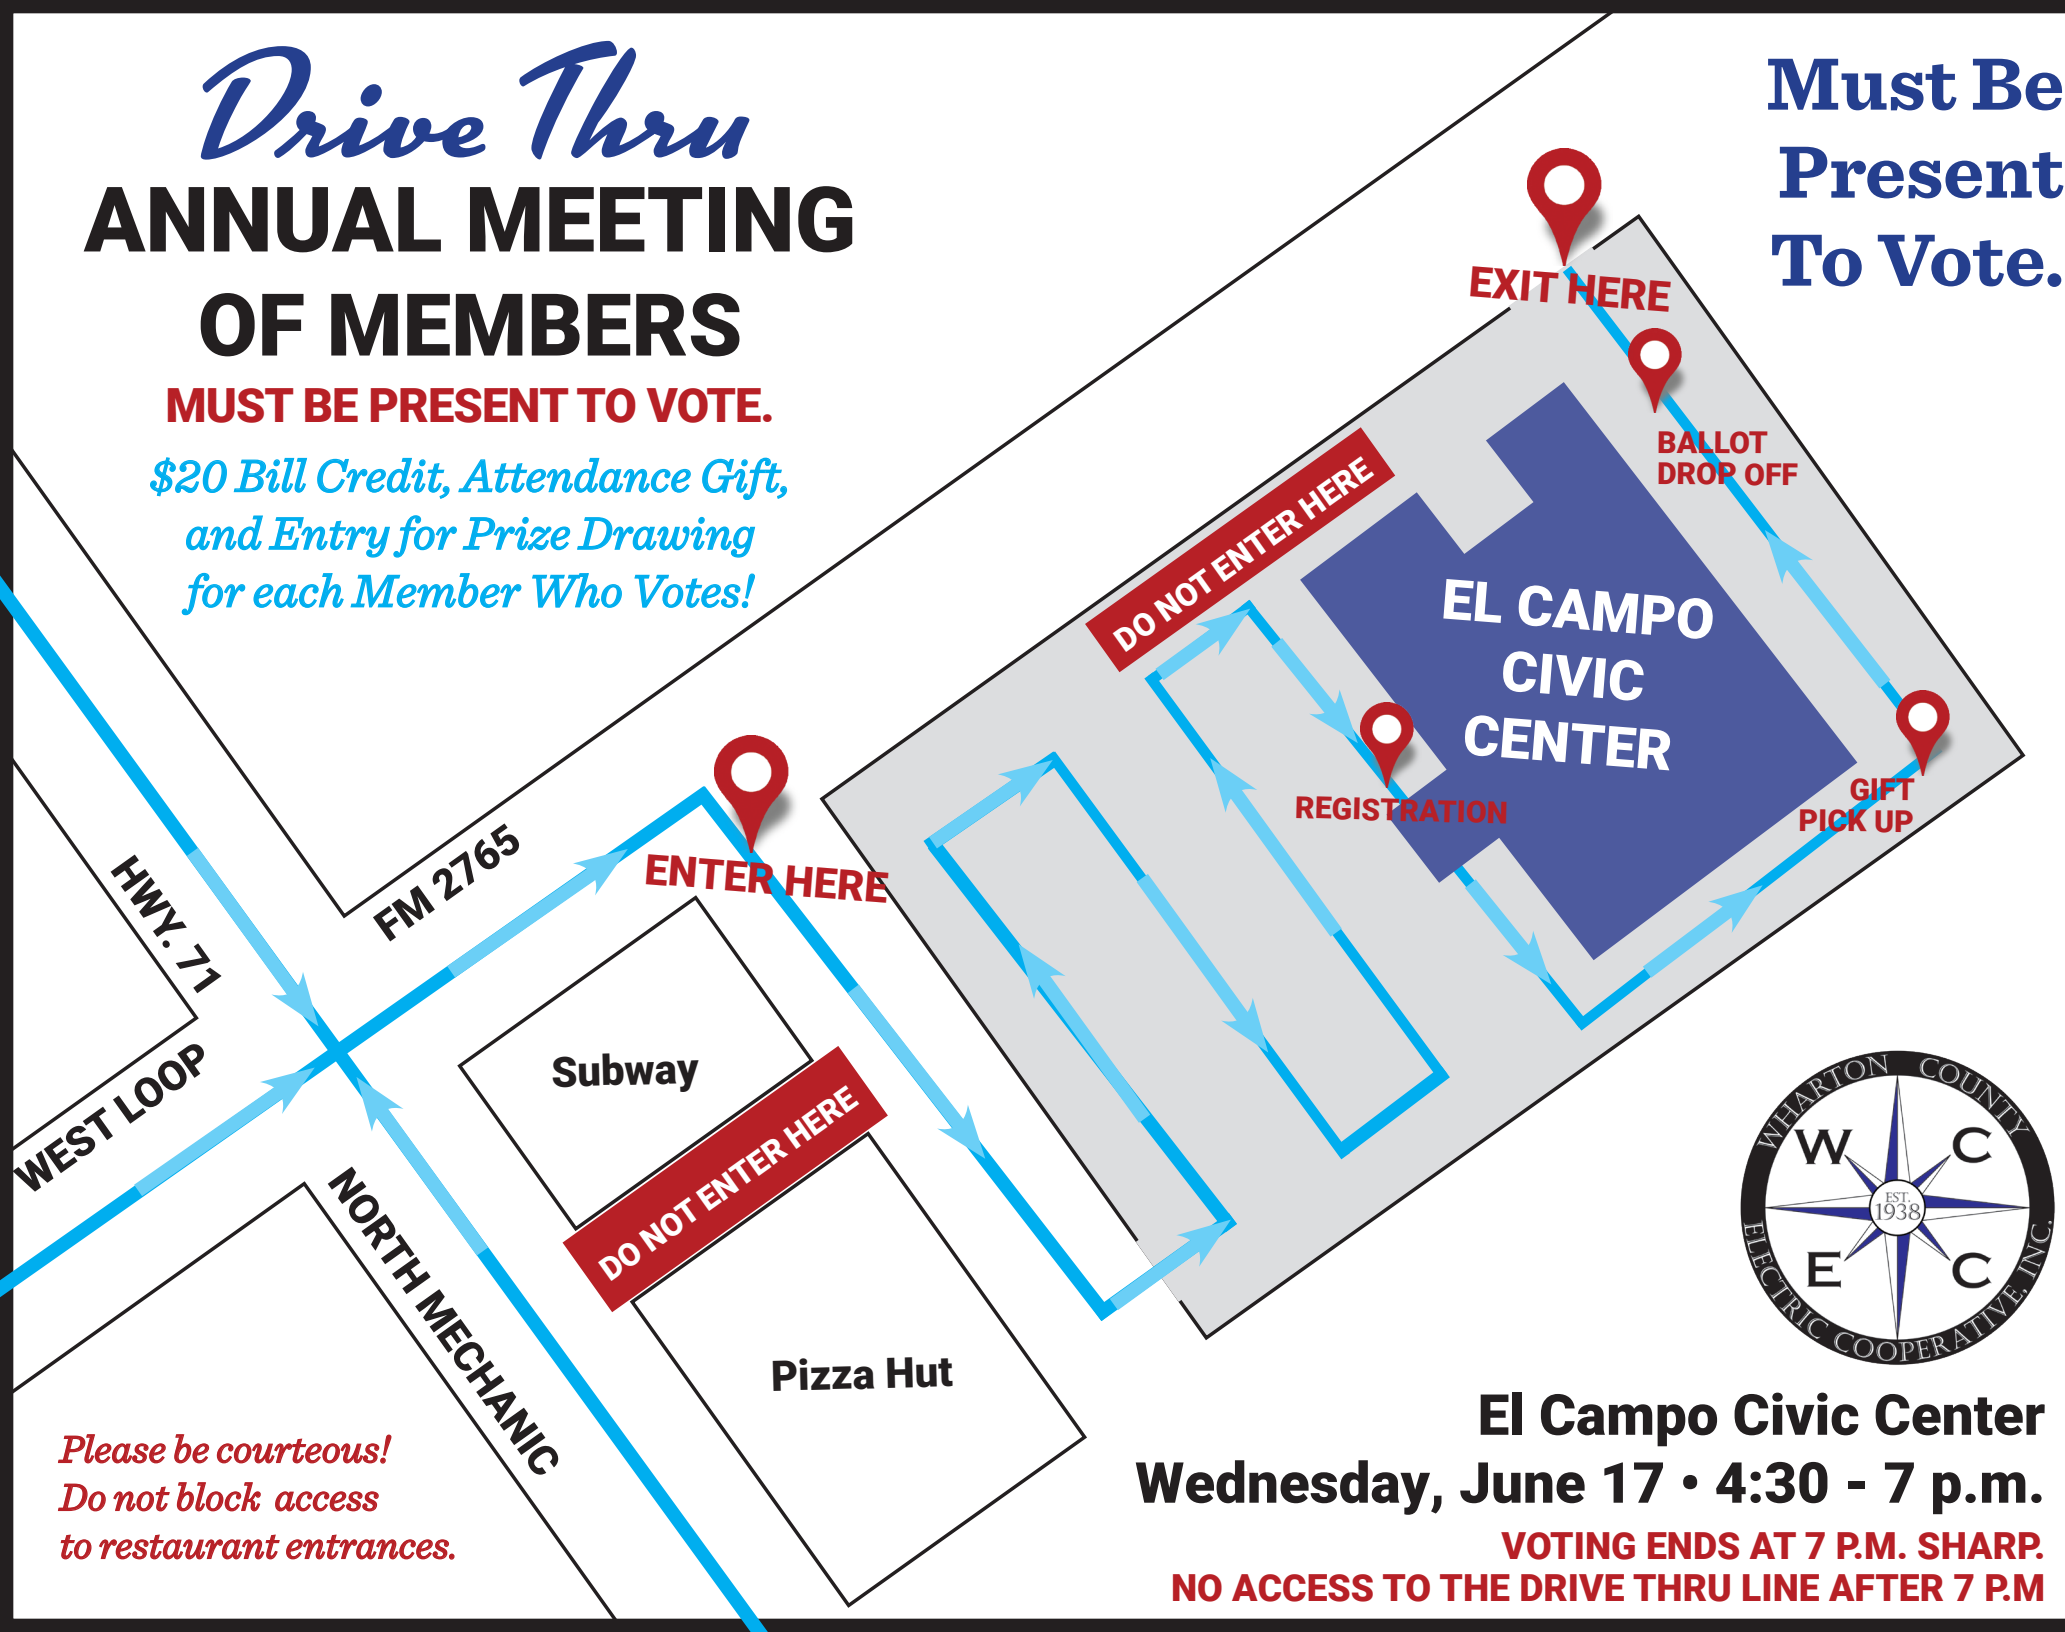 Drive Thru
ANNUAL MEETING
OF MEMBERS
MUST BE PRESENT TO VOTE.
$20 Bill Credit, Attendance Gift,
and Entry for Prize Drawing
for each Member Who Votes!
Must Be
Present
To Vote.
EXIT HERE
BALLOT
DROP OFF
DO NOT ENTER HERE
EL CAMPO
CIVIC
CENTER
REGISTRATION
GIFT
PICK UP
ENTER HERE
FM 2765
HWY. 71
WEST LOOP
NORTH MECHANIC
Subway
DO NOT ENTER HERE
Pizza Hut
WHARTON COUNTY
W C
EST.
1938
E C
ELECTRIC COOPERATIVE, INC.
El Campo Civic Center
Wednesday, June 17 • 4:30 - 7 p.m.
VOTING ENDS AT 7 P.M. SHARP.
NO ACCESS TO THE DRIVE THRU LINE AFTER 7 P.M
Please be courteous!
Do not block access
to restaurant entrances.